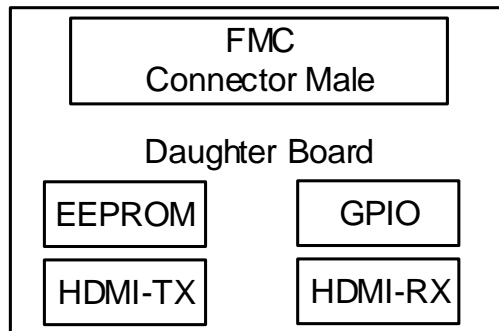 FMC
Connector Male
Daughter Board
EEPROM
GPIO
HDMI-TX
HDMI-RX